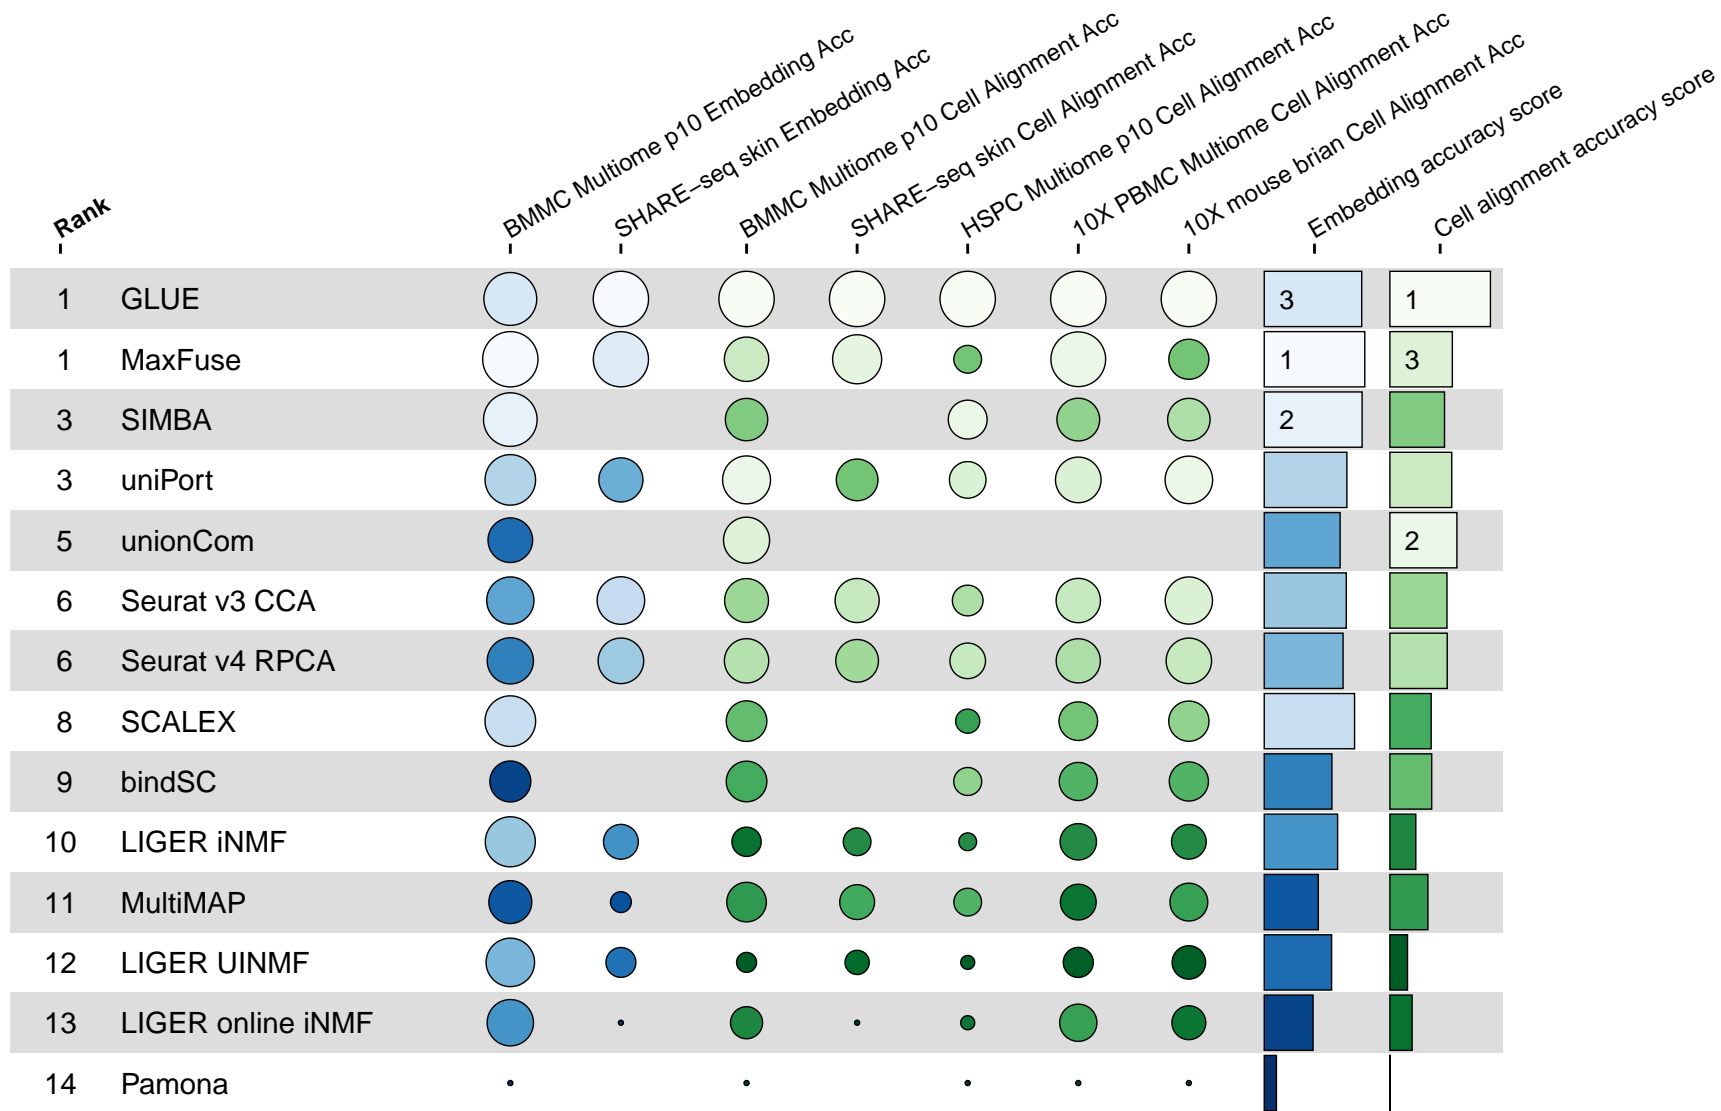 Rank
BMMC Multiome p10 Embedding Acc
SHARE−seq skin Embedding Acc
BMMC Multiome p10 Cell Alignment Acc
SHARE−seq skin Cell Alignment Acc
HSPC Multiome p10 Cell Alignment Acc
10X PBMC Multiome Cell Alignment Acc
10X mouse brian Cell Alignment Acc
Embedding accuracy score
Cell alignment accuracy score
1 GLUE 3 1
1 MaxFuse 1 3
3 SIMBA 2
3 uniPort
5 unionCom 2
6 Seurat v3 CCA
6 Seurat v4 RPCA
8 SCALEX
9 bindSC
10 LIGER iNMF
11 MultiMAP
12 LIGER UINMF
13 LIGER online iNMF
14 Pamona